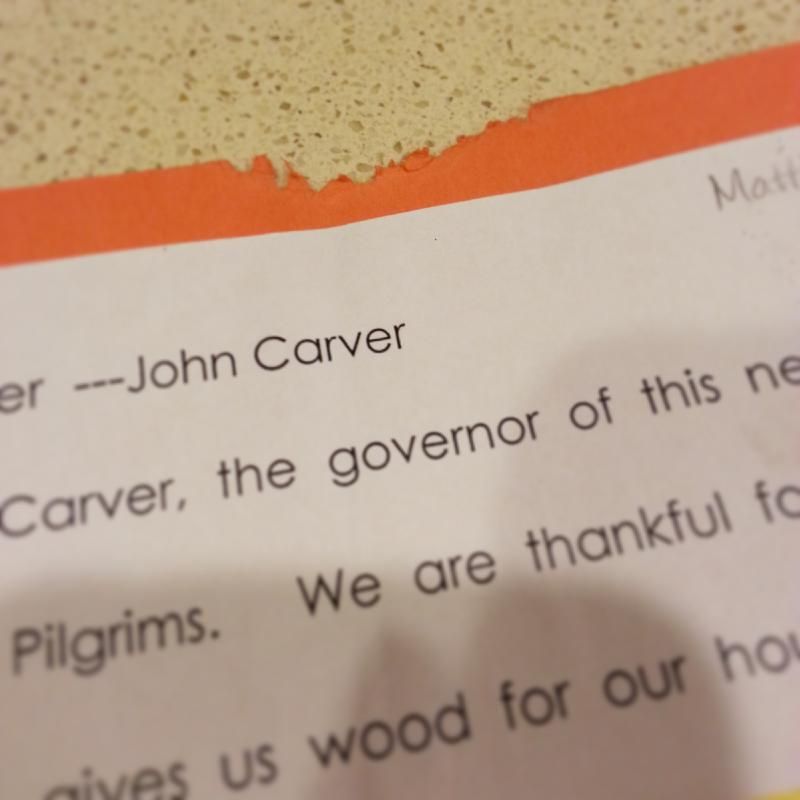 Matt
er ---John Carver
Carver, the governor of this ne
Pilgrims. We are thankful fo
gives us wood for our hou